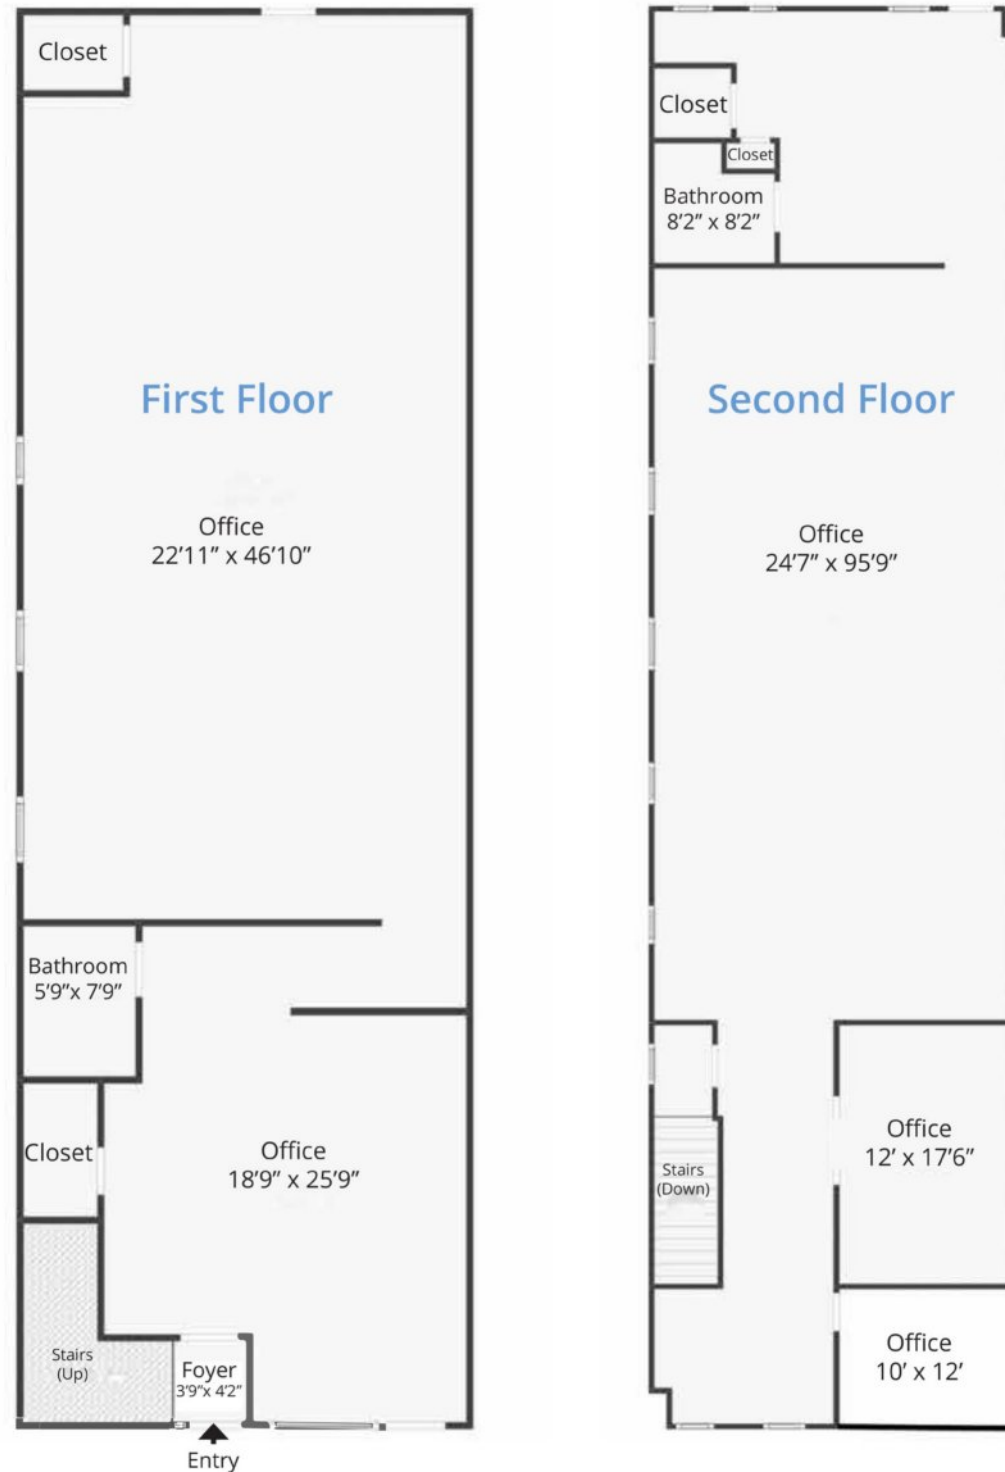 Closet
First Floor
Office
22’11” x 46’10”
Bathroom
5’9”x 7’9”
Closet
Office
18’9” x 25’9”
Stairs
(Up)
Foyer
3’9”x 4’2”
Entry
Closet
Closet
Bathroom
8’2” x 8’2”
Second Floor
Office
24’7” x 95’9”
Office
12’ x 17’6”
Stairs
(Down)
Office
10’ x 12’